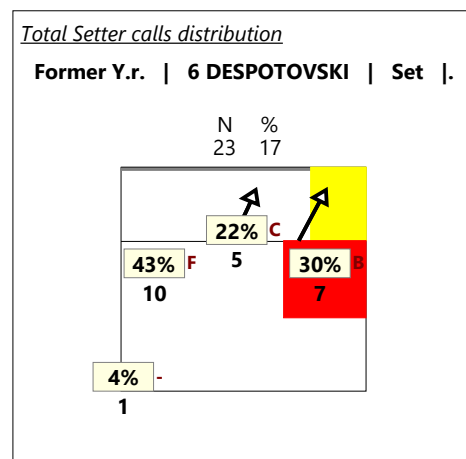 Total Setter calls distribution
Former Y.r. | 6 DESPOTOVSKI | Set |.
N %
23 17
22% C
5
43% F
10
30% B
7
4% -
1